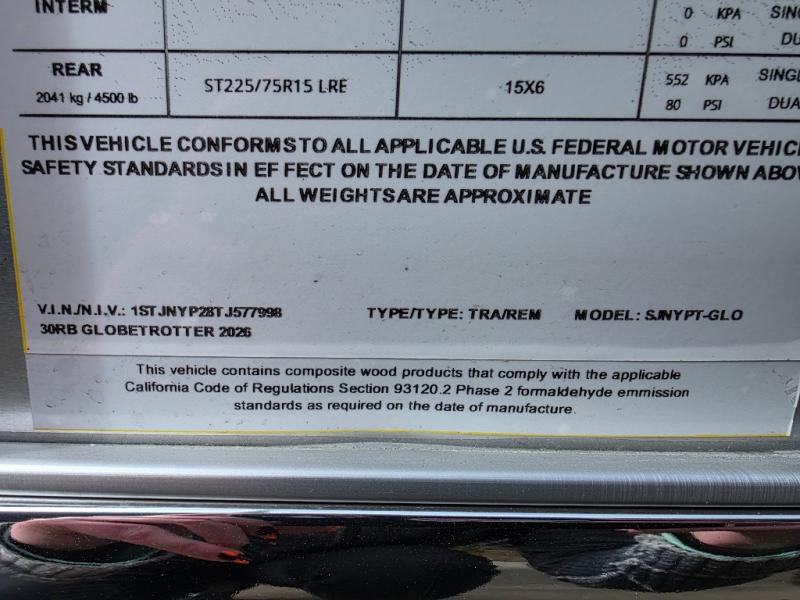 INTERM 0 KPA
0 PSI
REAR ST225/75R15 LRE 15X6 552 KPA
2041 kg / 4500 lb 80 PSI DUA
THIS VEHICLE CONFORMS TO ALL APPLICABLE U.S. FEDERAL MOTOR VEHIC
SAFETY STANDARDS IN EF FECT ON THE DATE OF MANUFACTURE SHOWN ABO
ALL WEIGHTS ARE APPROXIMATE
V.I.N./N.I.V.: 1STJNYP28TJ577998 TYPE/TYPE: TRA/REM MODEL: SJNYPT-GLO
30RB GLOBETROTTER 2026
This vehicle contains composite wood products that comply with the applicable
California Code of Regulations Section 93120.2 Phase 2 formaldehyde emmission
standards as required on the date of manufacture.